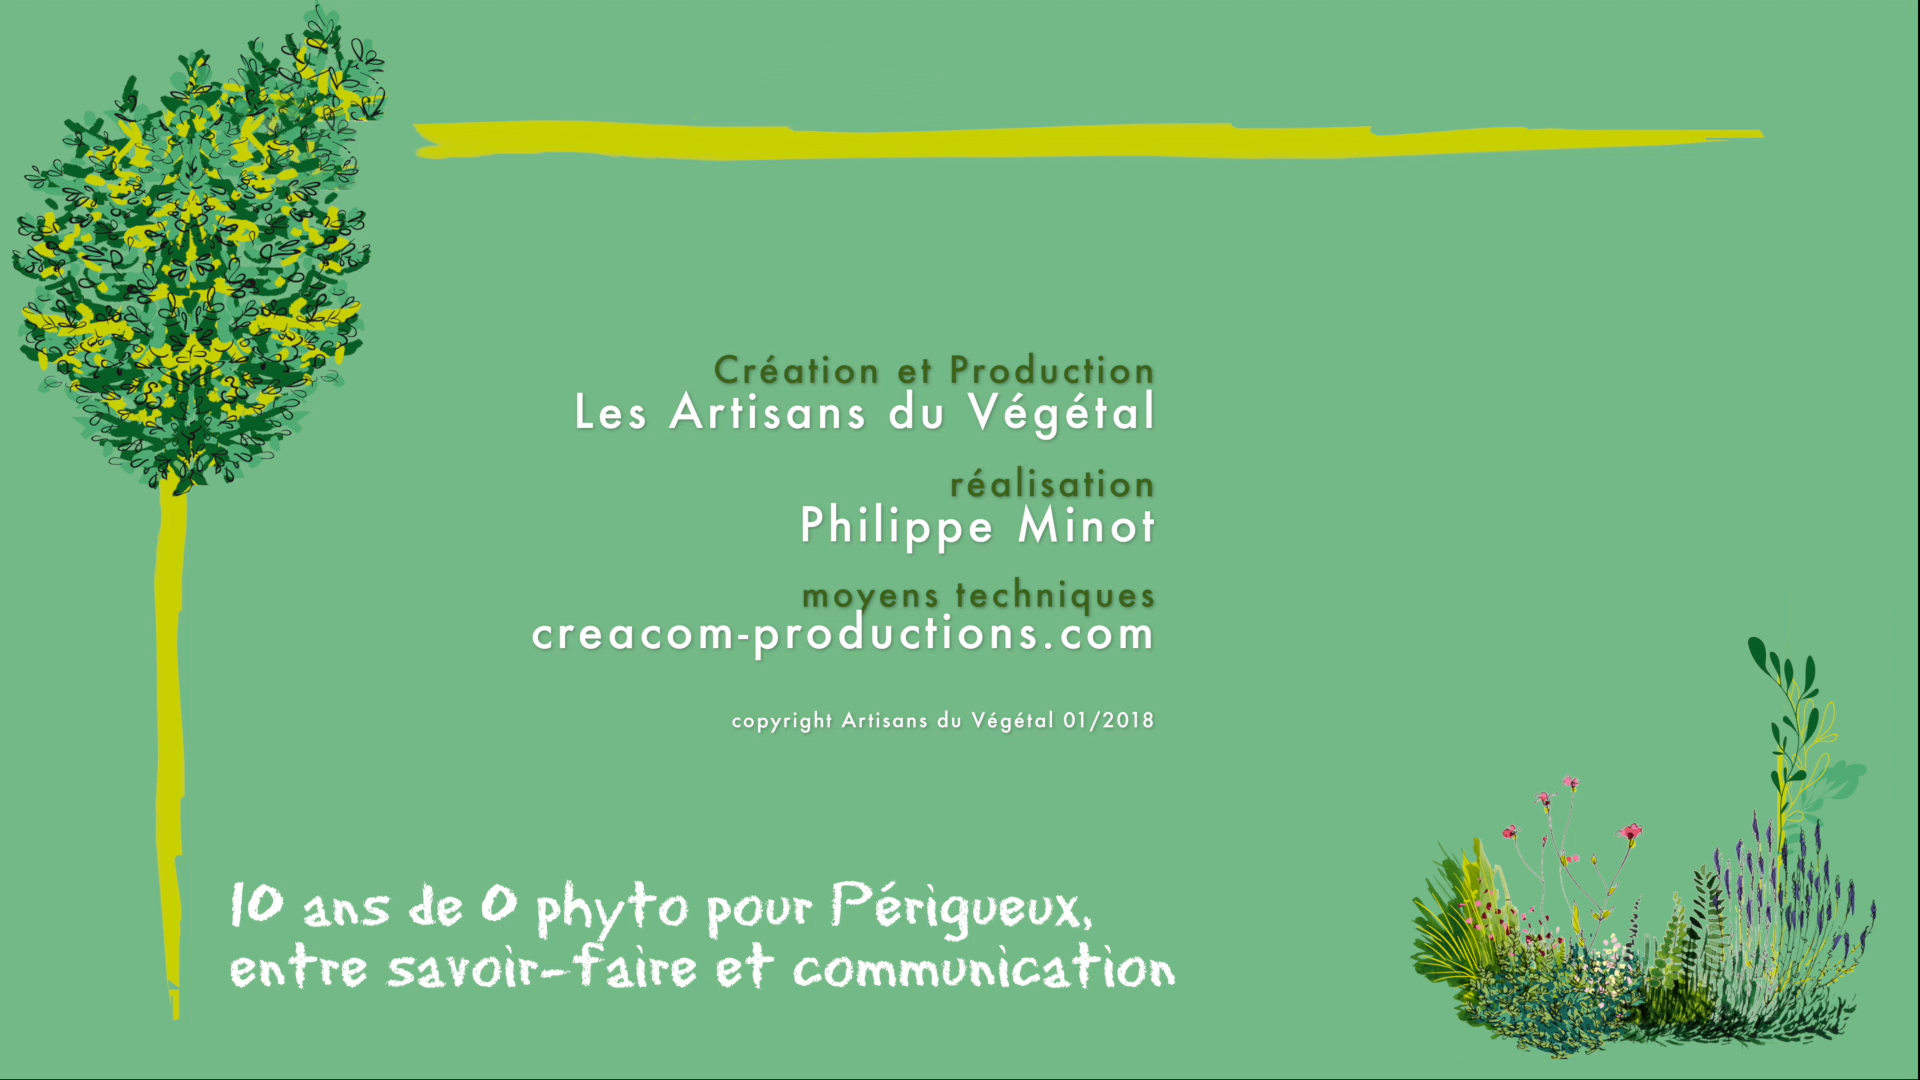 Création et Production
Les Artisans du Végétal
réalisation
Philippe Minot
moyens techniques
creacom-productions.com
copyright Artisans du Végétal 01/2018
10 ans de 0 phyto pour Périgueux,
entre savoir-faire et communication